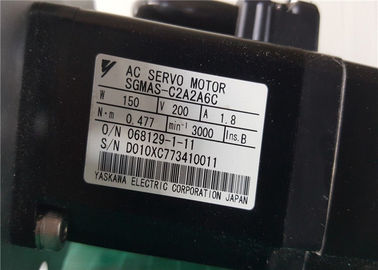 AC SERVO MOTOR
SGMAS-C2A2A6C
W 150 V 200 A 1.8
N·m 0.477 min⁻¹ 3000 Ins.B
O/N 068129-1-11
S/N D010XC773410011
YASKAWA ELECTRIC CORPORATION JAPAN